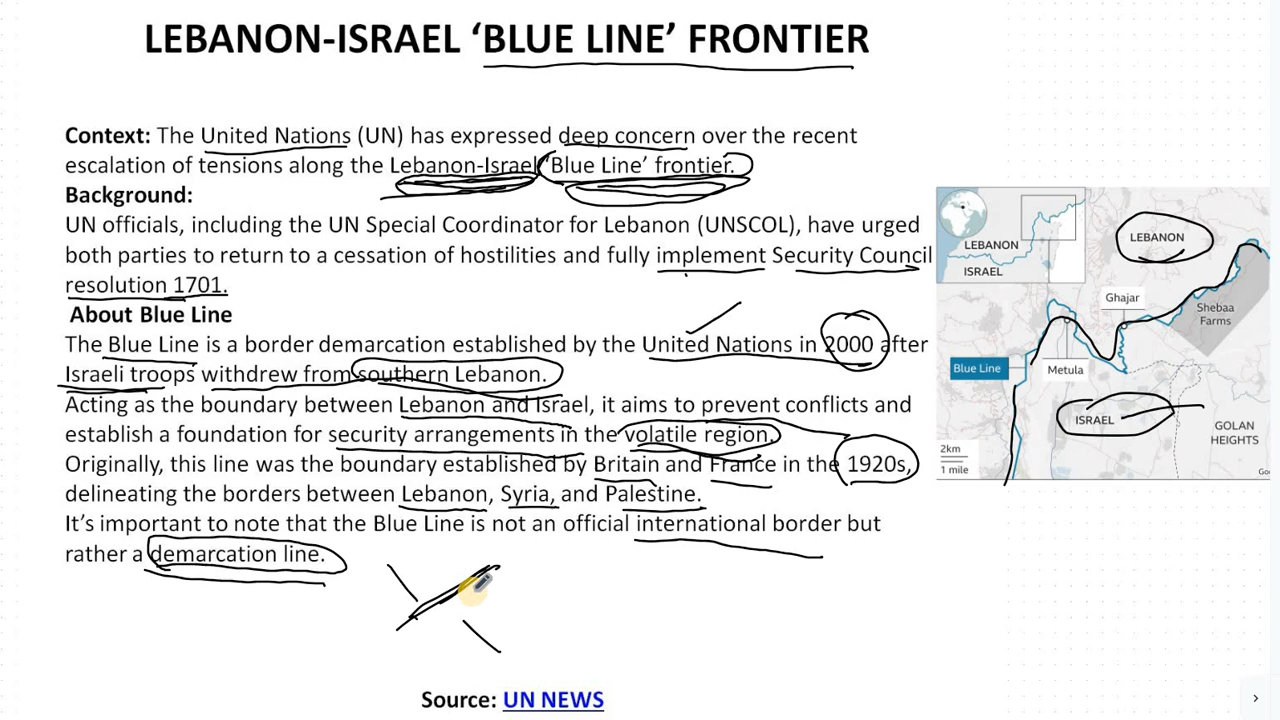 LEBANON-ISRAEL ‘BLUE LINE’ FRONTIER
Context: The United Nations (UN) has expressed deep concern over the recent
escalation of tensions along the Lebanon-Israel ‘Blue Line’ frontier.
Background:
UN officials, including the UN Special Coordinator for Lebanon (UNSCOL), have urged
both parties to return to a cessation of hostilities and fully implement Security Council
resolution 1701.
About Blue Line
The Blue Line is a border demarcation established by the United Nations in 2000 after
Israeli troops withdrew from southern Lebanon.
Acting as the boundary between Lebanon and Israel, it aims to prevent conflicts and
establish a foundation for security arrangements in the volatile region.
Originally, this line was the boundary established by Britain and France in the 1920s,
delineating the borders between Lebanon, Syria, and Palestine.
It’s important to note that the Blue Line is not an official international border but
rather a demarcation line.
LEBANON
ISRAEL
LEBANON
Ghajar
Shebaa
Farms
Blue Line
Metula
ISRAEL
GOLAN
HEIGHTS
2km
1 mile
Go
Source: UN NEWS